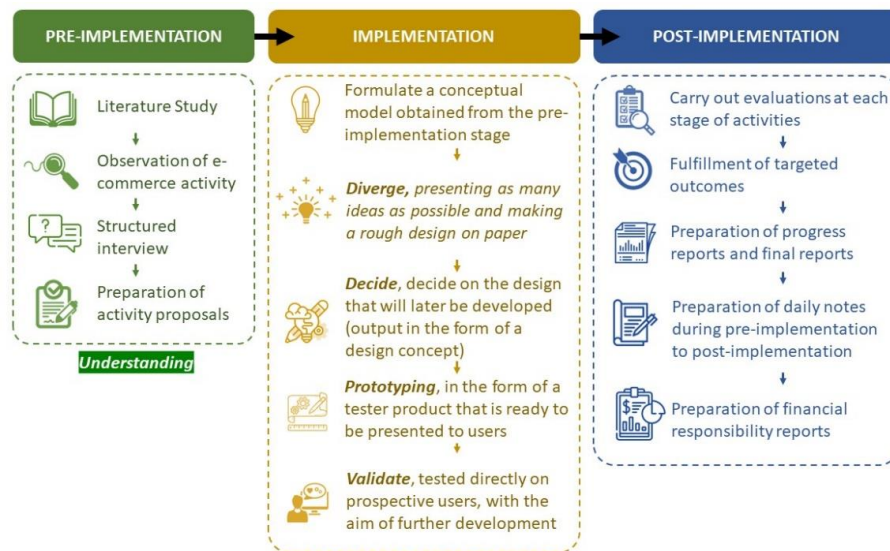 PRE-IMPLEMENTATION
Literature Study
Observation of e-
commerce activity
Structured
interview
Preparation of
activity proposals
Understanding
IMPLEMENTATION
Formulate a conceptual
model obtained from the pre-
implementation stage
Diverge, presenting as many
ideas as possible and making
a rough design on paper
Decide, decide on the design
that will later be developed
(output in the form of a
design concept)
Prototyping, in the form of a
tester product that is ready to
be presented to users
Validate, tested directly on
prospective users, with the
aim of further development
POST-IMPLEMENTATION
Carry out evaluations at each
stage of activities
Fulfillment of targeted
outcomes
Preparation of progress
reports and final reports
Preparation of daily notes
during pre-implementation
to post-implementation
Preparation of financial
responsibility reports